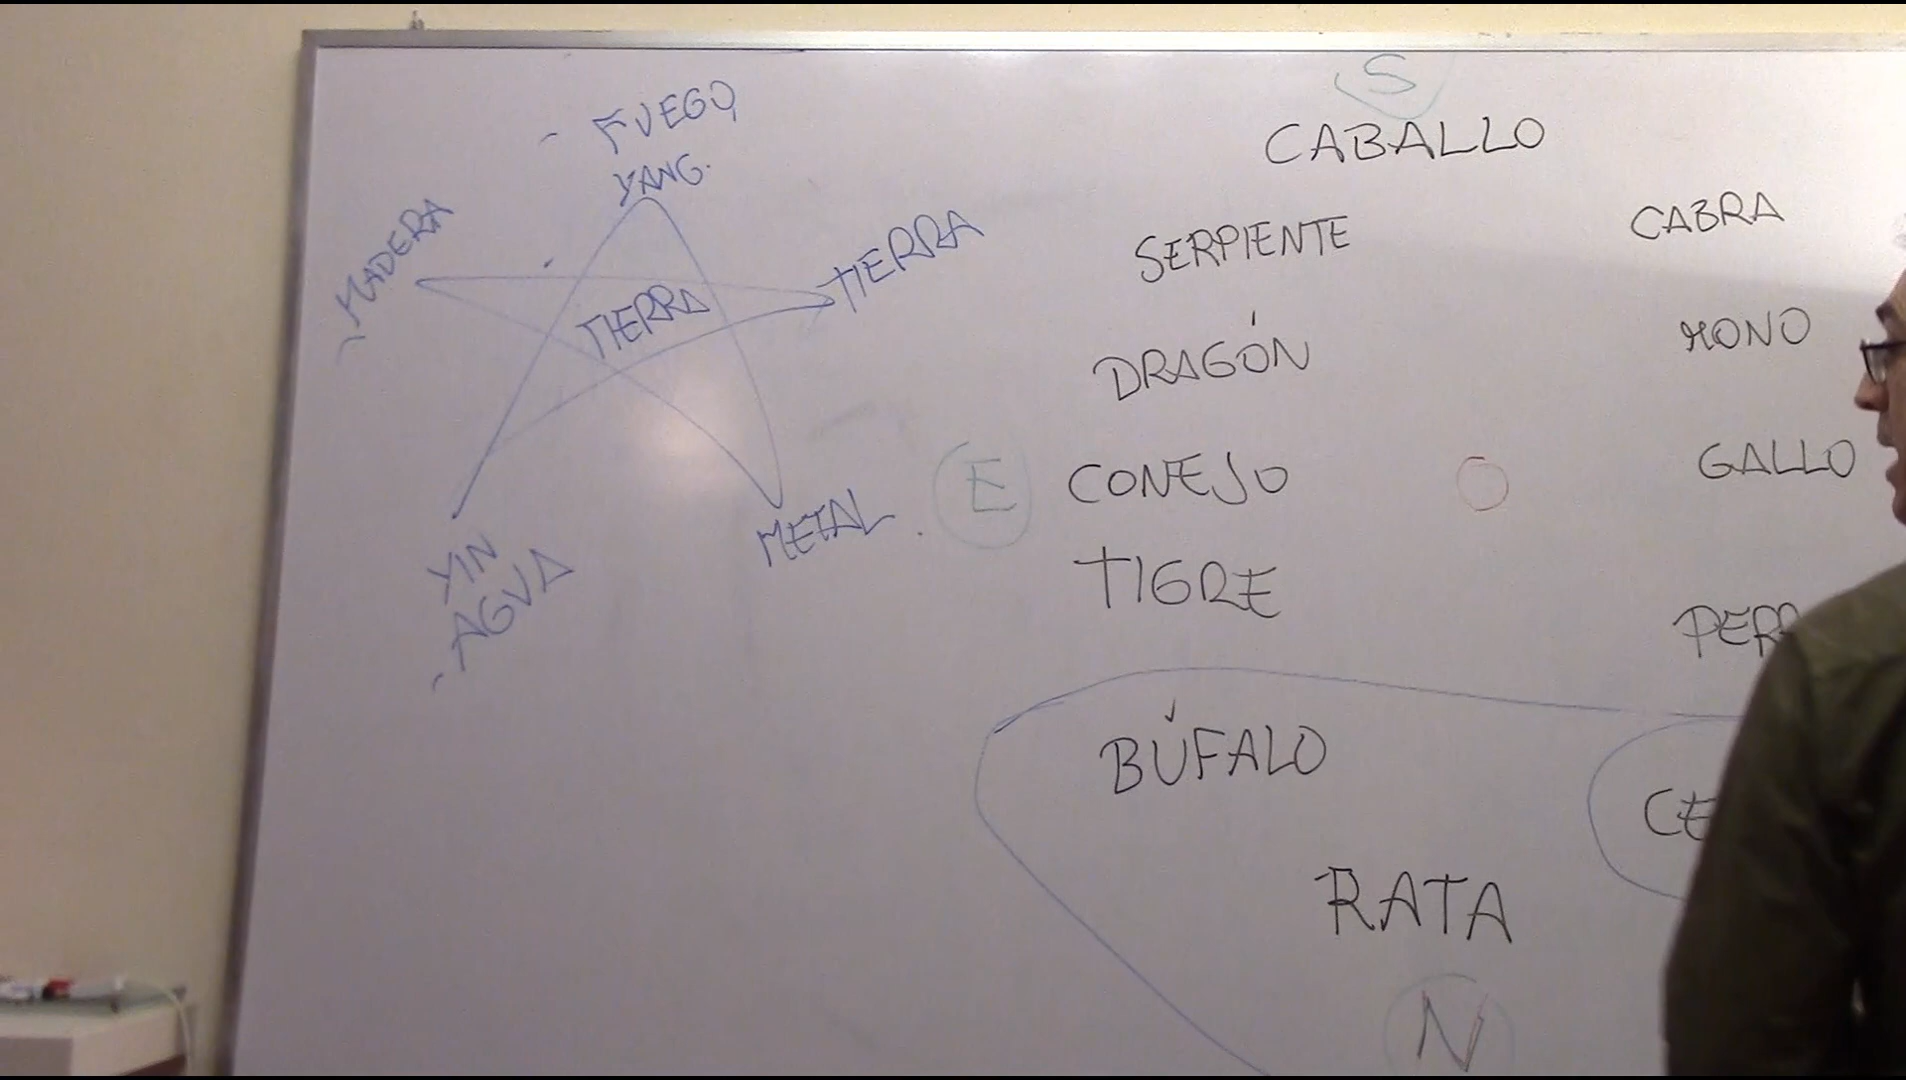 FUEGO
YANG.
MADERA
TIERRA
TIERRA
METAL
YIN
AGUA
S
CABALLO
SERPIENTE
CABRA
DRAGÓN
MONO
E
CONEJO
O
GALLO
TIGRE
BÚFALO
RATA
N